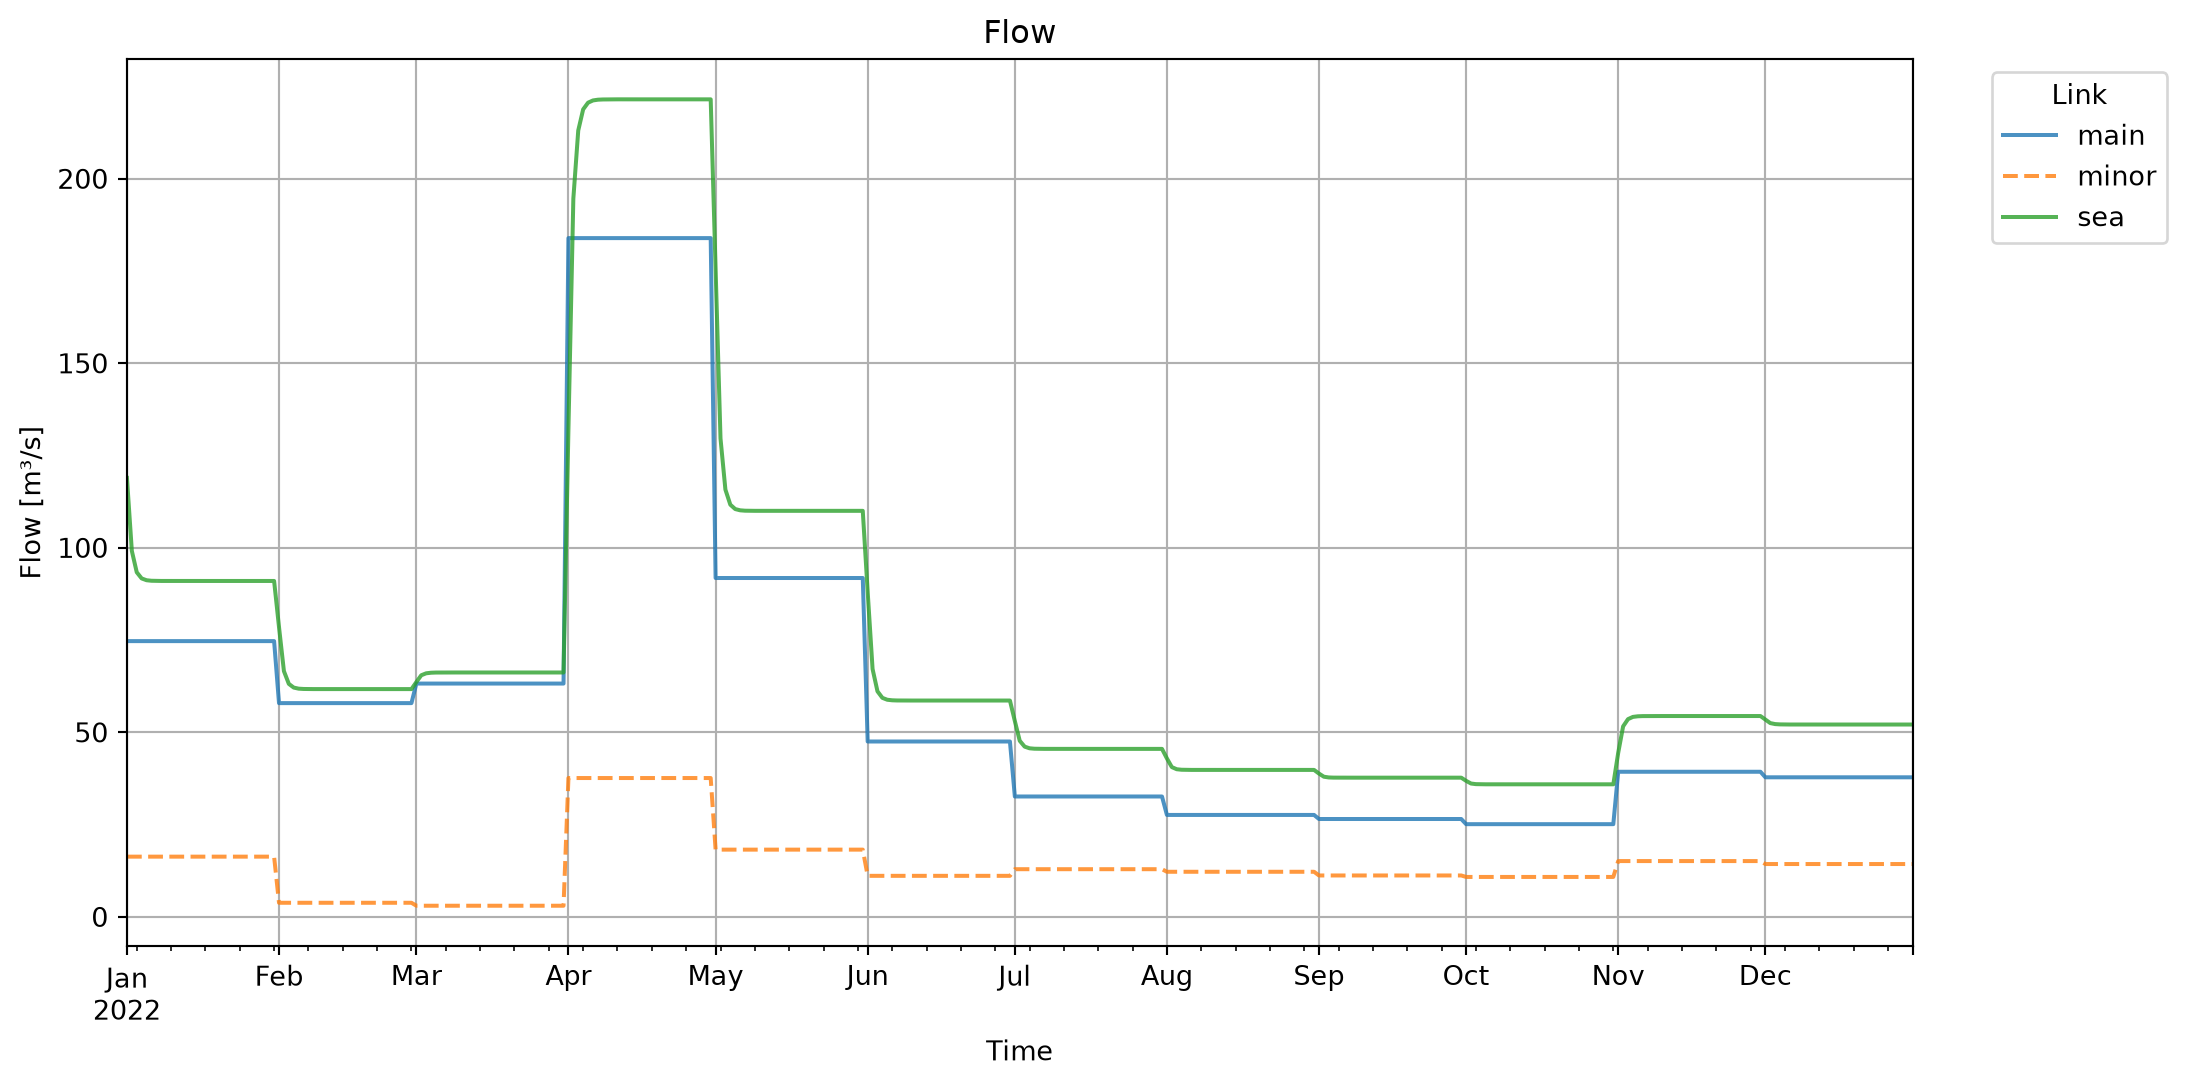 Flow
Link
main
minor
sea
Flow [m³/s]
200
150
100
50
0
Jan Feb Mar Apr May Jun Jul Aug Sep Oct Nov Dec
2022
Time